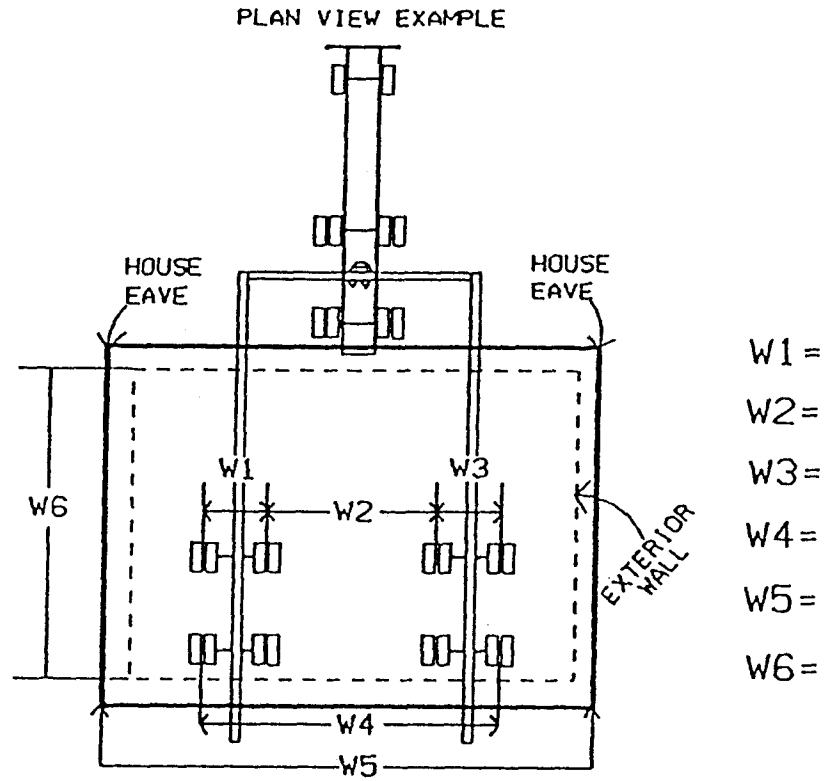 PLAN VIEW EXAMPLE
HOUSE
EAVE
HOUSE
EAVE
W1
W3
W2
W6
EXTERIOR
WALL
W4
W5
W1=
W2=
W3=
W4=
W5=
W6=